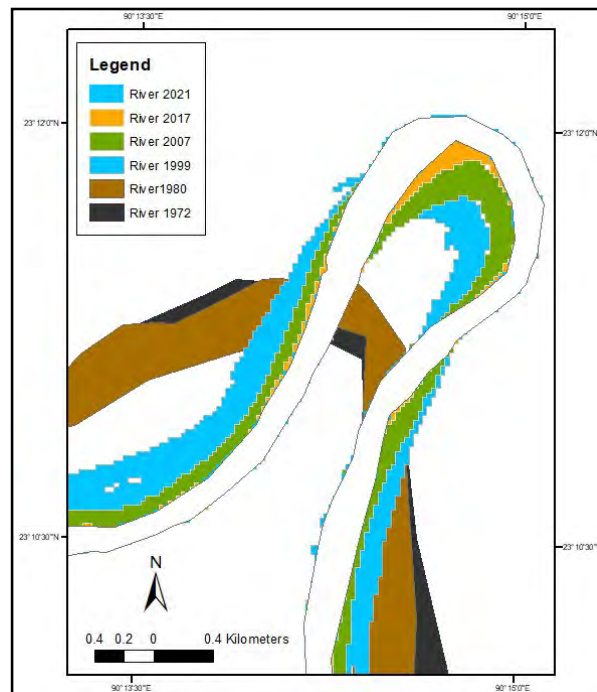 90°13'30"E 90°15'0"E
Legend
River 2021
River 2017
River 2007
River 1999
River1980
River 1972
23°12'0"N 23°12'0"N
23°10'30"N 23°10'30"N
N
0.4 0.2 0 0.4 Kilometers
90°13'30"E 90°15'0"E